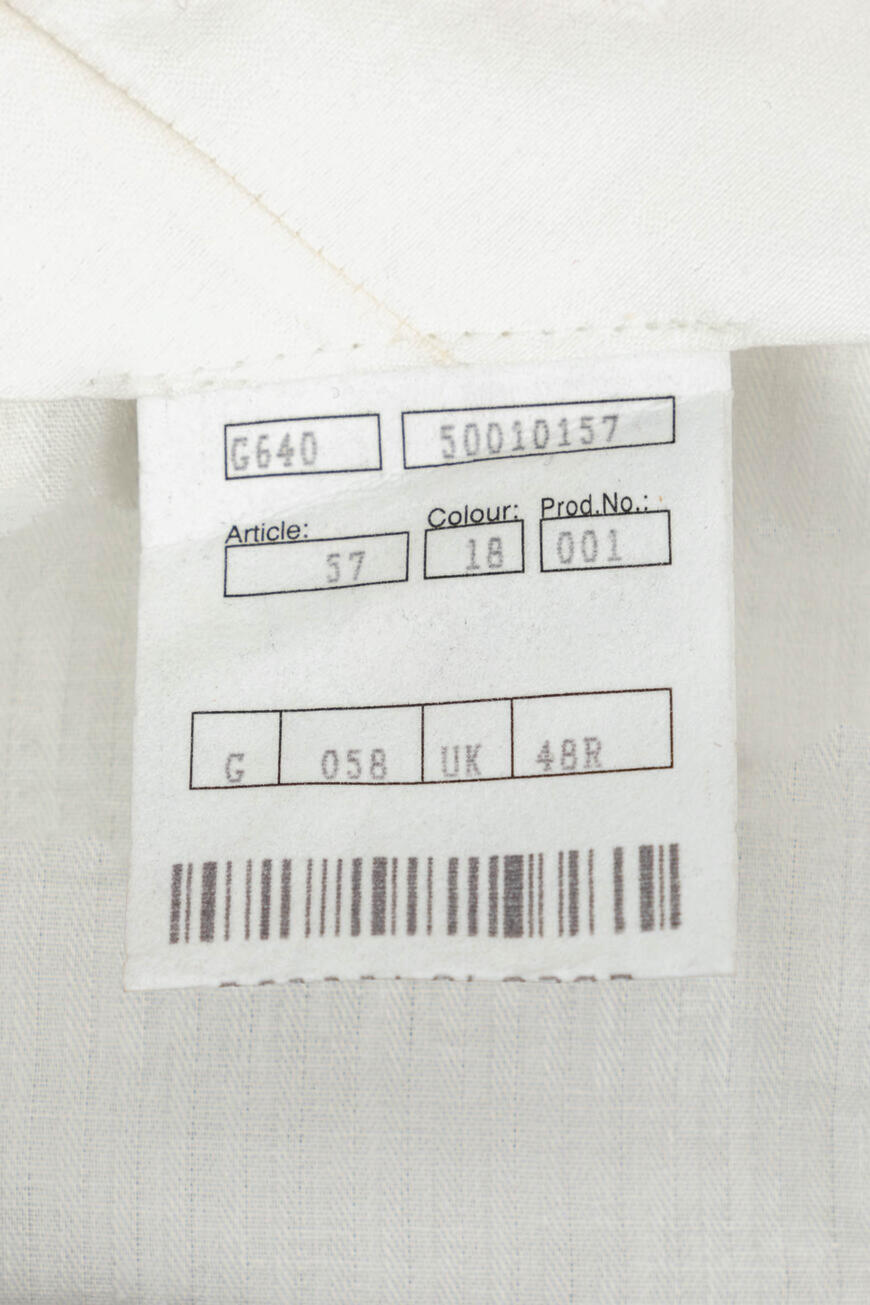 G640 50010157
Article: Colour: Prod.No.:
57 18 001
G 058 UK 48R